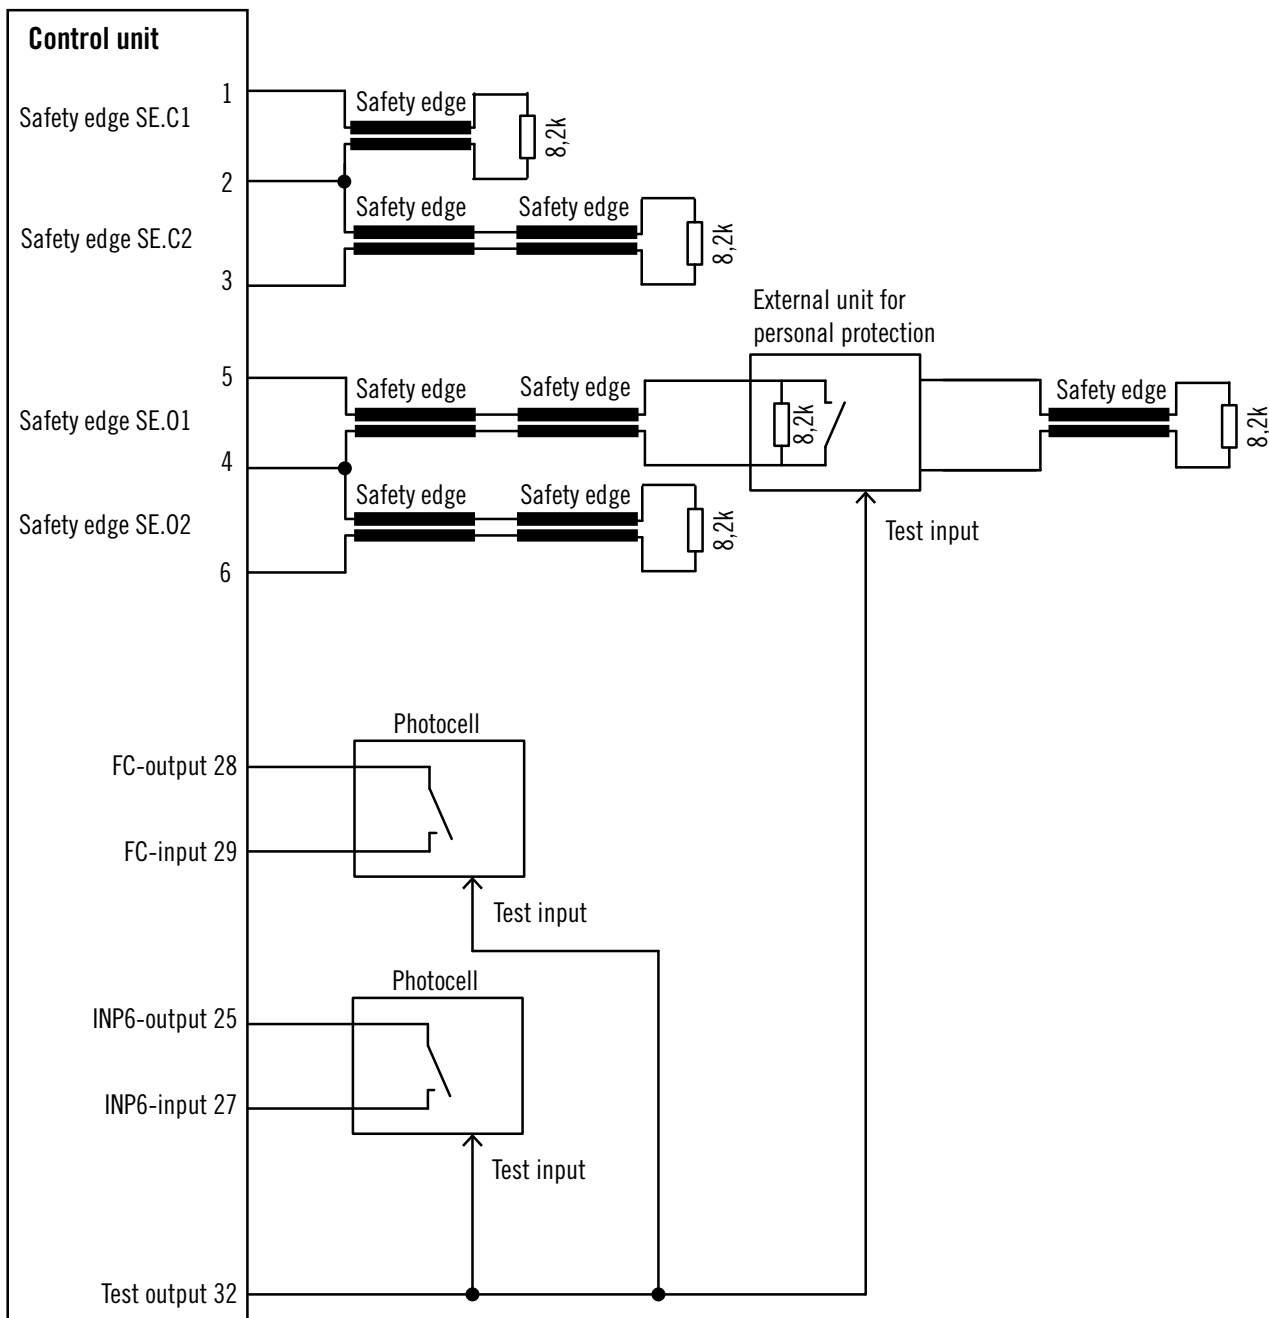 Control unit
1
Safety edge
Safety edge SE.C1
8,2k
2
Safety edge Safety edge
Safety edge SE.C2
8,2k
3
External unit for
personal protection
5
Safety edge Safety edge
Safety edge
Safety edge SE.O1
8,2k
8,2k
4
Safety edge Safety edge
Safety edge SE.O2
8,2k
Test input
6
Photocell
FC-output 28
FC-input 29
Test input
Photocell
INP6-output 25
INP6-input 27
Test input
Test output 32